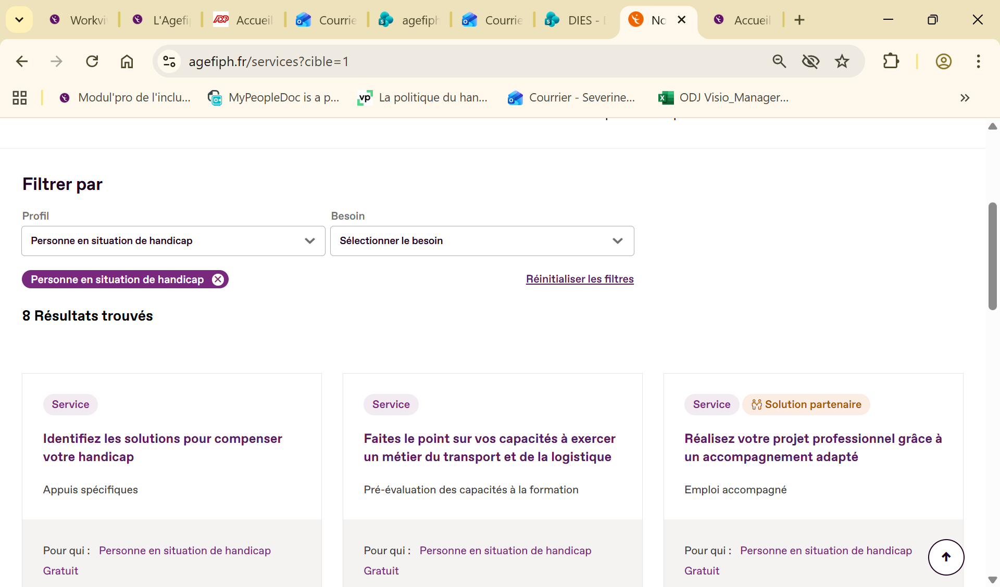 Workvi
L'Agefip
ADP Accueil
Courrie
agefiph
Courrie
DIES -
No
Accueil
agefiph.fr/services?cible=1
Modul'pro de l'inclu...
MyPeopleDoc is a p...
vp La politique du han...
Courrier - Severine...
ODJ Visio_Manager...
Filtrer par
Profil
Besoin
Personne en situation de handicap
Sélectionner le besoin
Personne en situation de handicap
Réinitialiser les filtres
8 Résultats trouvés
Service
Identifiez les solutions pour compenser
votre handicap
Appuis spécifiques
Pour qui : Personne en situation de handicap
Gratuit
Service
Faites le point sur vos capacités à exercer
un métier du transport et de la logistique
Pré-évaluation des capacités à la formation
Pour qui : Personne en situation de handicap
Gratuit
Service
Solution partenaire
Réalisez votre projet professionnel grâce à
un accompagnement adapté
Emploi accompagné
Pour qui : Personne en situation de handicap
Gratuit